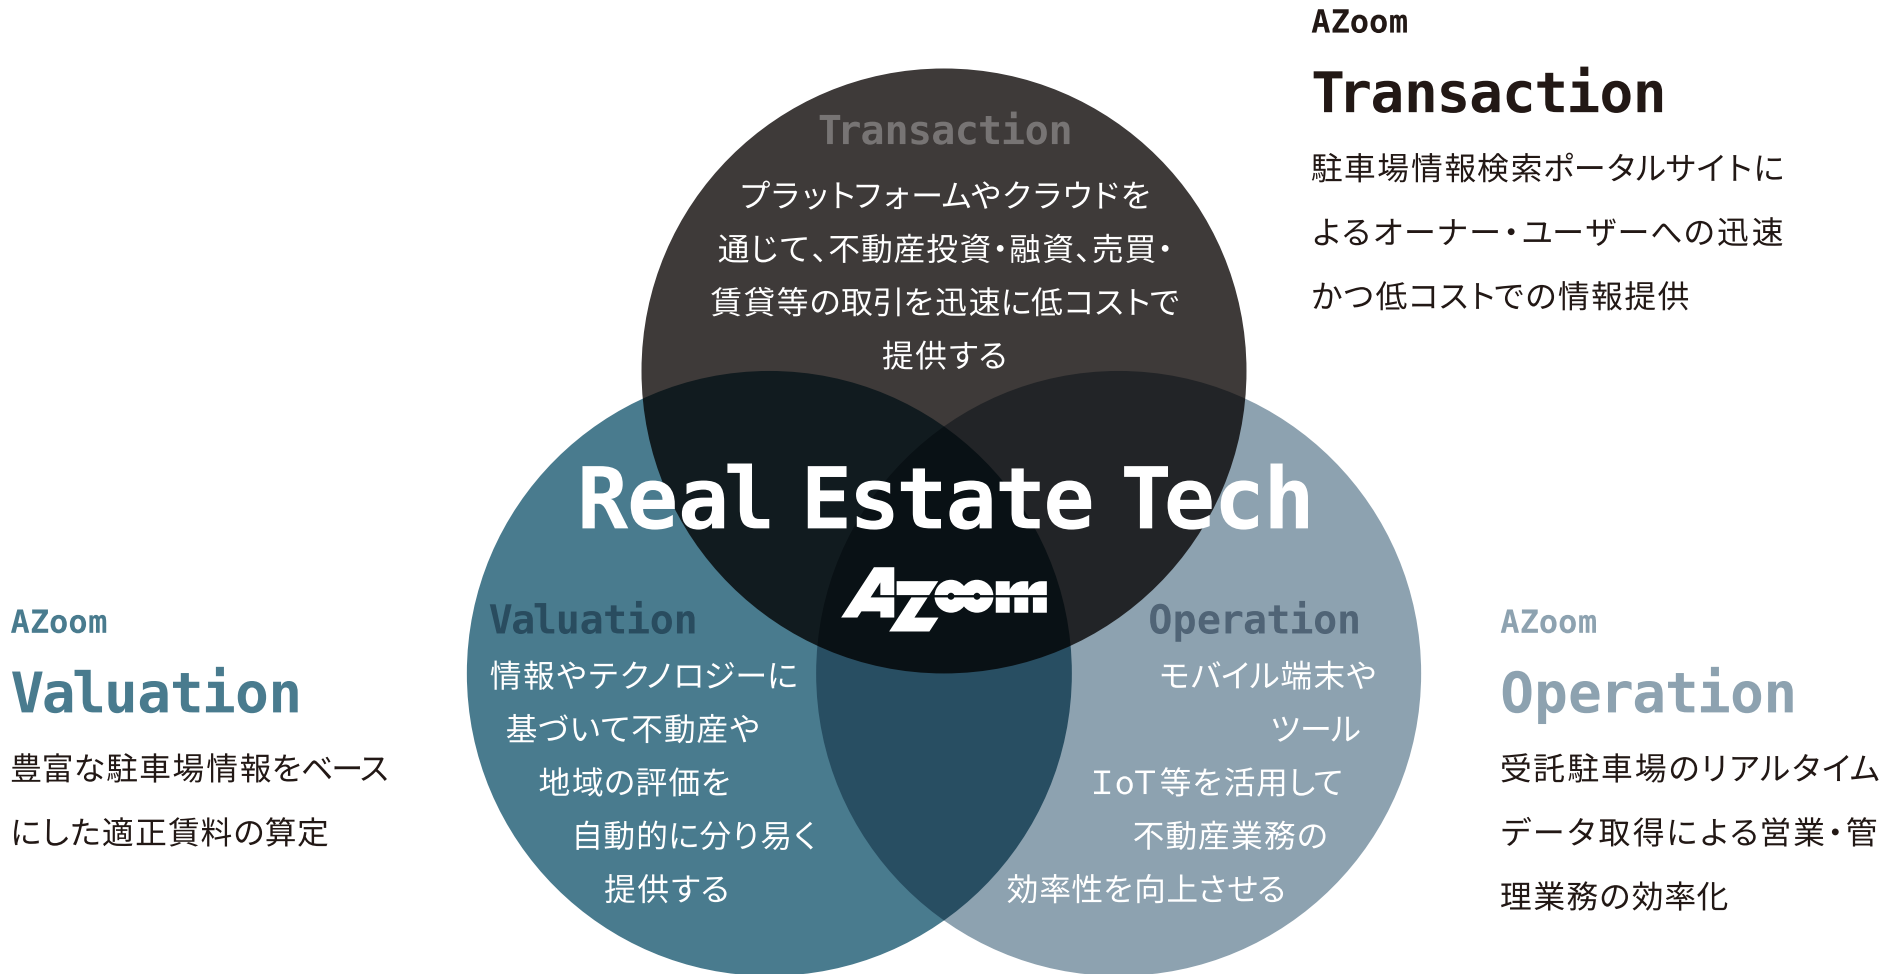 AZoom
Transaction
駐車場情報検索ポータルサイトに
よるオーナー・ユーザーへの迅速
かつ低コストでの情報提供
Transaction
プラットフォームやクラウドを
通じて、不動産投資・融資、売買・
賃貸等の取引を迅速に低コストで
提供する
Real Estate Tech
AZoom
Valuation
情報やテクノロジーに
基づいて不動産や
地域の評価を
自動的に分り易く
提供する
Operation
モバイル端末や
ツール
IoT等を活用して
不動産業務の
効率性を向上させる
AZoom
Valuation
豊富な駐車場情報をベース
にした適正賃料の算定
AZoom
Operation
受託駐車場のリアルタイム
データ取得による営業・管
理業務の効率化